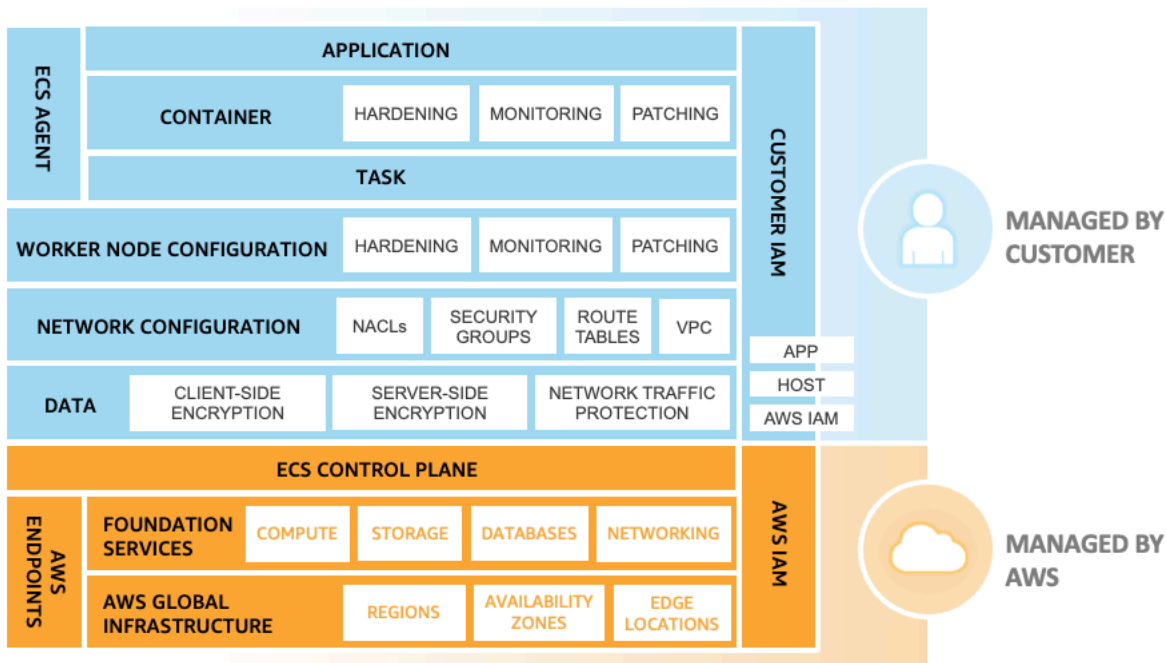 ECS AGENT
APPLICATION
CONTAINER
HARDENING
MONITORING
PATCHING
TASK
WORKER NODE CONFIGURATION
HARDENING
MONITORING
PATCHING
NETWORK CONFIGURATION
NACLs
SECURITY
GROUPS
ROUTE
TABLES
VPC
DATA
CLIENT-SIDE
ENCRYPTION
SERVER-SIDE
ENCRYPTION
NETWORK TRAFFIC
PROTECTION
CUSTOMER IAM
APP
HOST
AWS IAM
MANAGED BY
CUSTOMER
ECS CONTROL PLANE
AWS
ENDPOINTS
FOUNDATION
SERVICES
COMPUTE
STORAGE
DATABASES
NETWORKING
AWS GLOBAL
INFRASTRUCTURE
REGIONS
AVAILABILITY
ZONES
EDGE
LOCATIONS
AWS IAM
MANAGED BY
AWS